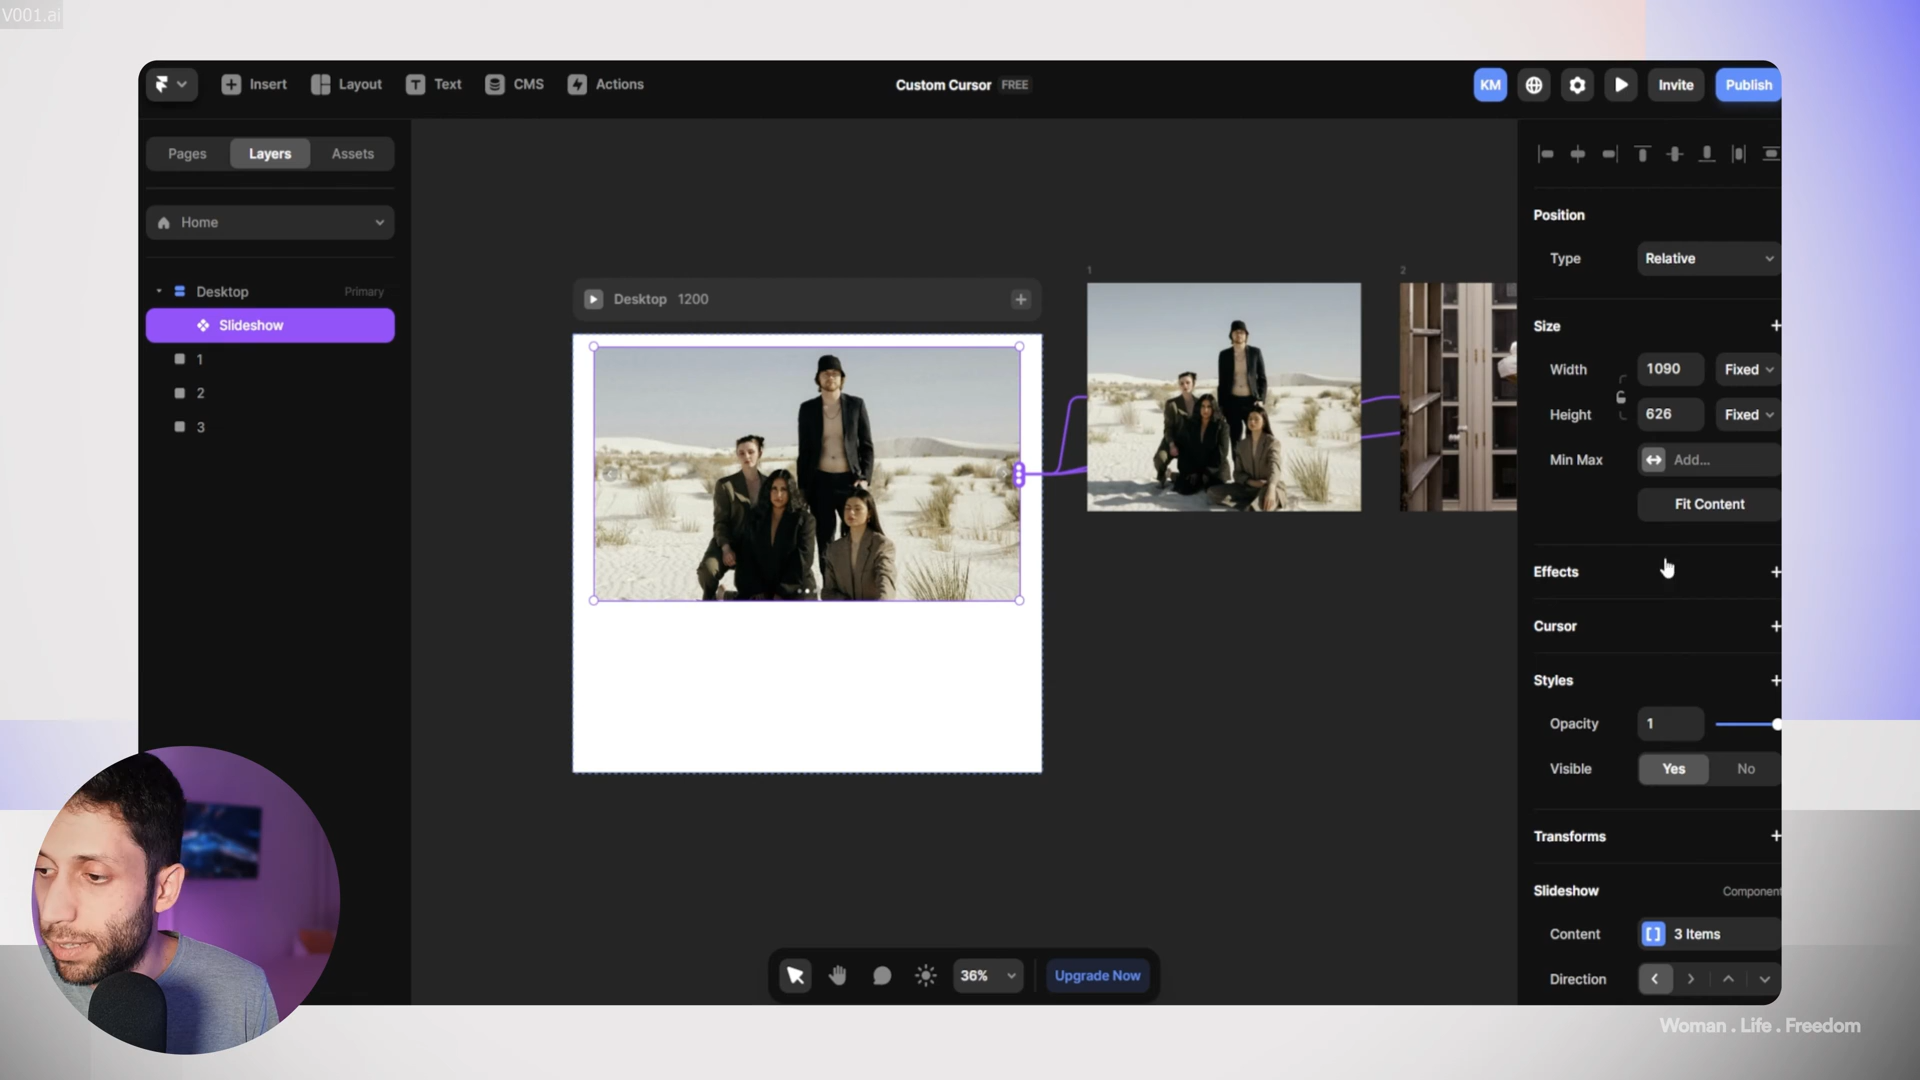 V001.ai
Insert
Layout
Text
CMS
Actions
Custom Cursor FREE
KM
Invite
Publish
Pages
Layers
Assets
Home
Desktop Primary
Slideshow
1
2
3
Desktop 1200
1
2
Position
Type Relative
Size
Width 1090 Fixed
Height 626 Fixed
Min Max Add...
Fit Content
Effects
Cursor
Styles
Opacity 1
Visible Yes No
Transforms
Slideshow Component
Content 3 Items
Direction
36%
Upgrade Now
Woman . Life . Freedom